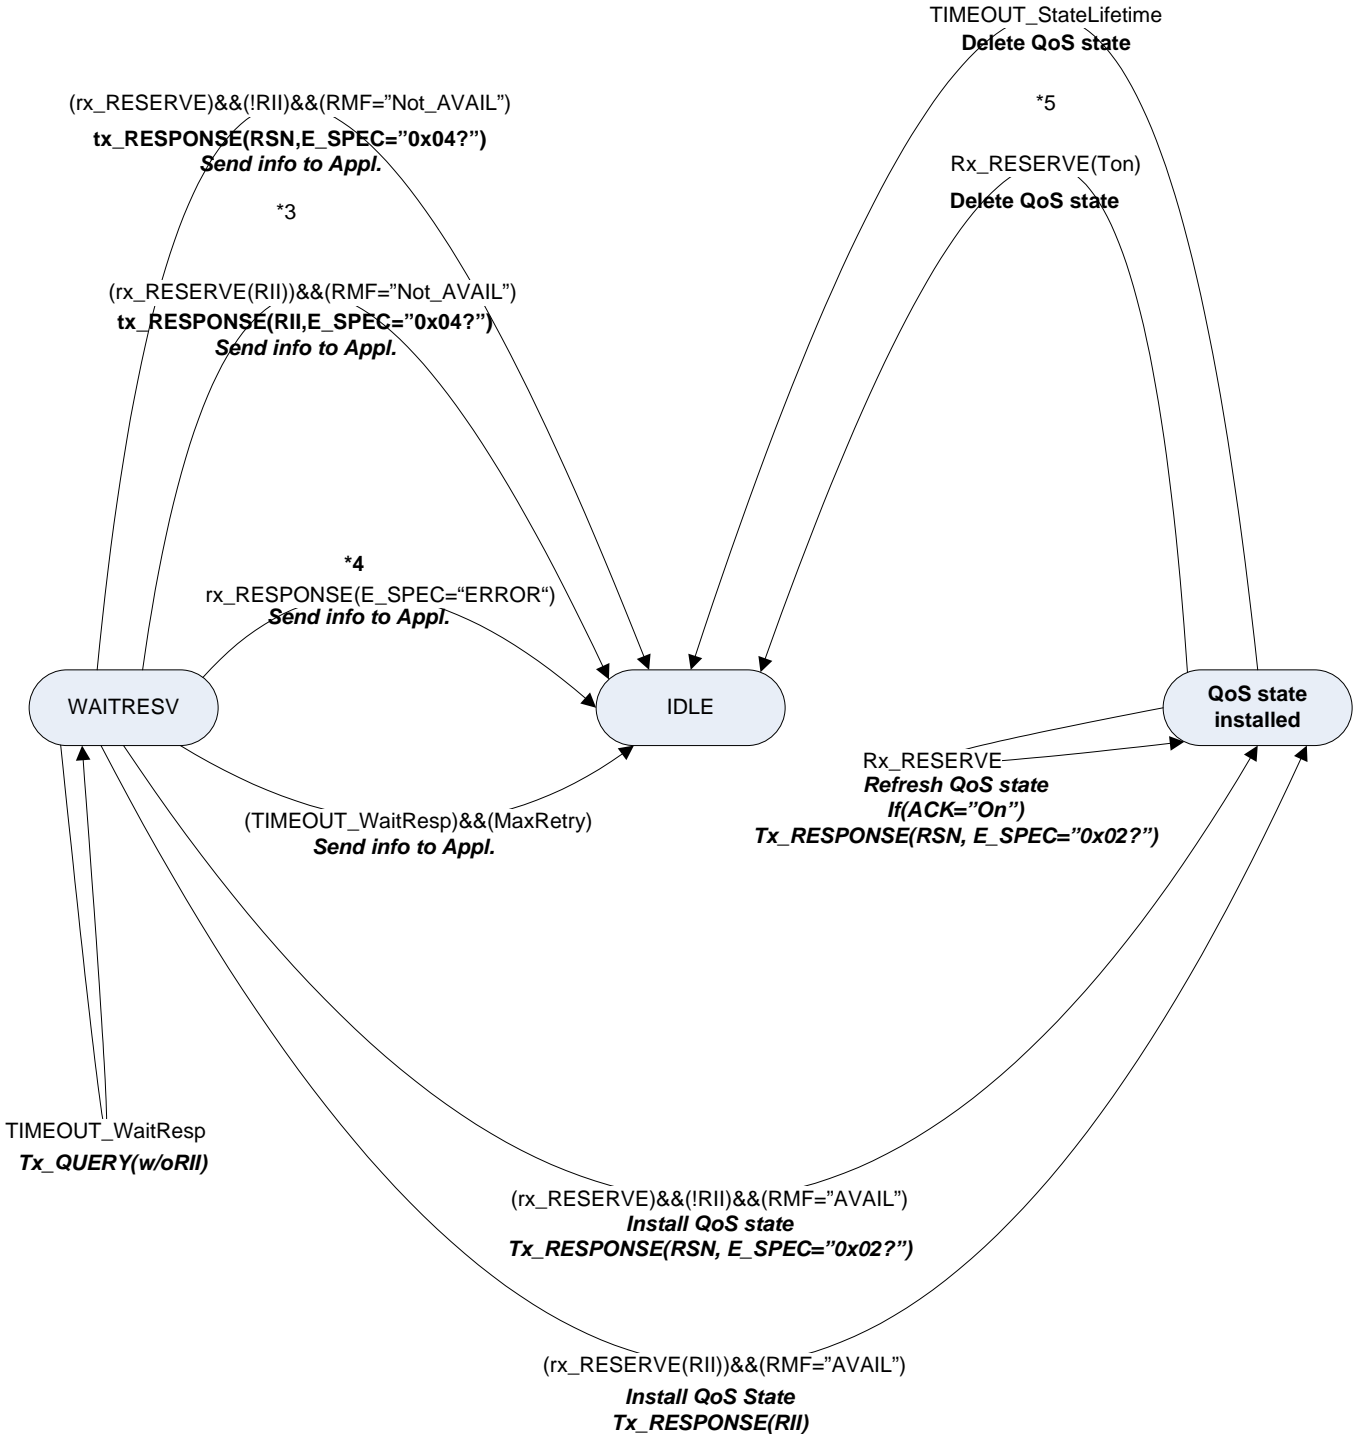 TIMEOUT_StateLifetime
Delete QoS state
*5
Rx_RESERVE(Ton)
Delete QoS state
(rx_RESERVE)&&(!RII)&&(RMF=”Not_AVAIL”)
tx_RESPONSE(RSN,E_SPEC=”0x04?”)
Send info to Appl.
*3
(rx_RESERVE(RII))&&(RMF=”Not_AVAIL”)
tx_RESPONSE(RII,E_SPEC=”0x04?”)
Send info to Appl.
*4
rx_RESPONSE(E_SPEC=“ERROR“)
Send info to Appl.
WAITRESV
IDLE
QoS state
installed
(TIMEOUT_WaitResp)&&(MaxRetry)
Send info to Appl.
Rx_RESERVE
Refresh QoS state
If(ACK=”On”)
Tx_RESPONSE(RSN, E_SPEC=”0x02?”)
TIMEOUT_WaitResp
Tx_QUERY(w/oRII)
(rx_RESERVE)&&(!RII)&&(RMF=”AVAIL”)
Install QoS state
Tx_RESPONSE(RSN, E_SPEC=”0x02?”)
(rx_RESERVE(RII))&&(RMF=”AVAIL”)
Install QoS State
Tx_RESPONSE(RII)